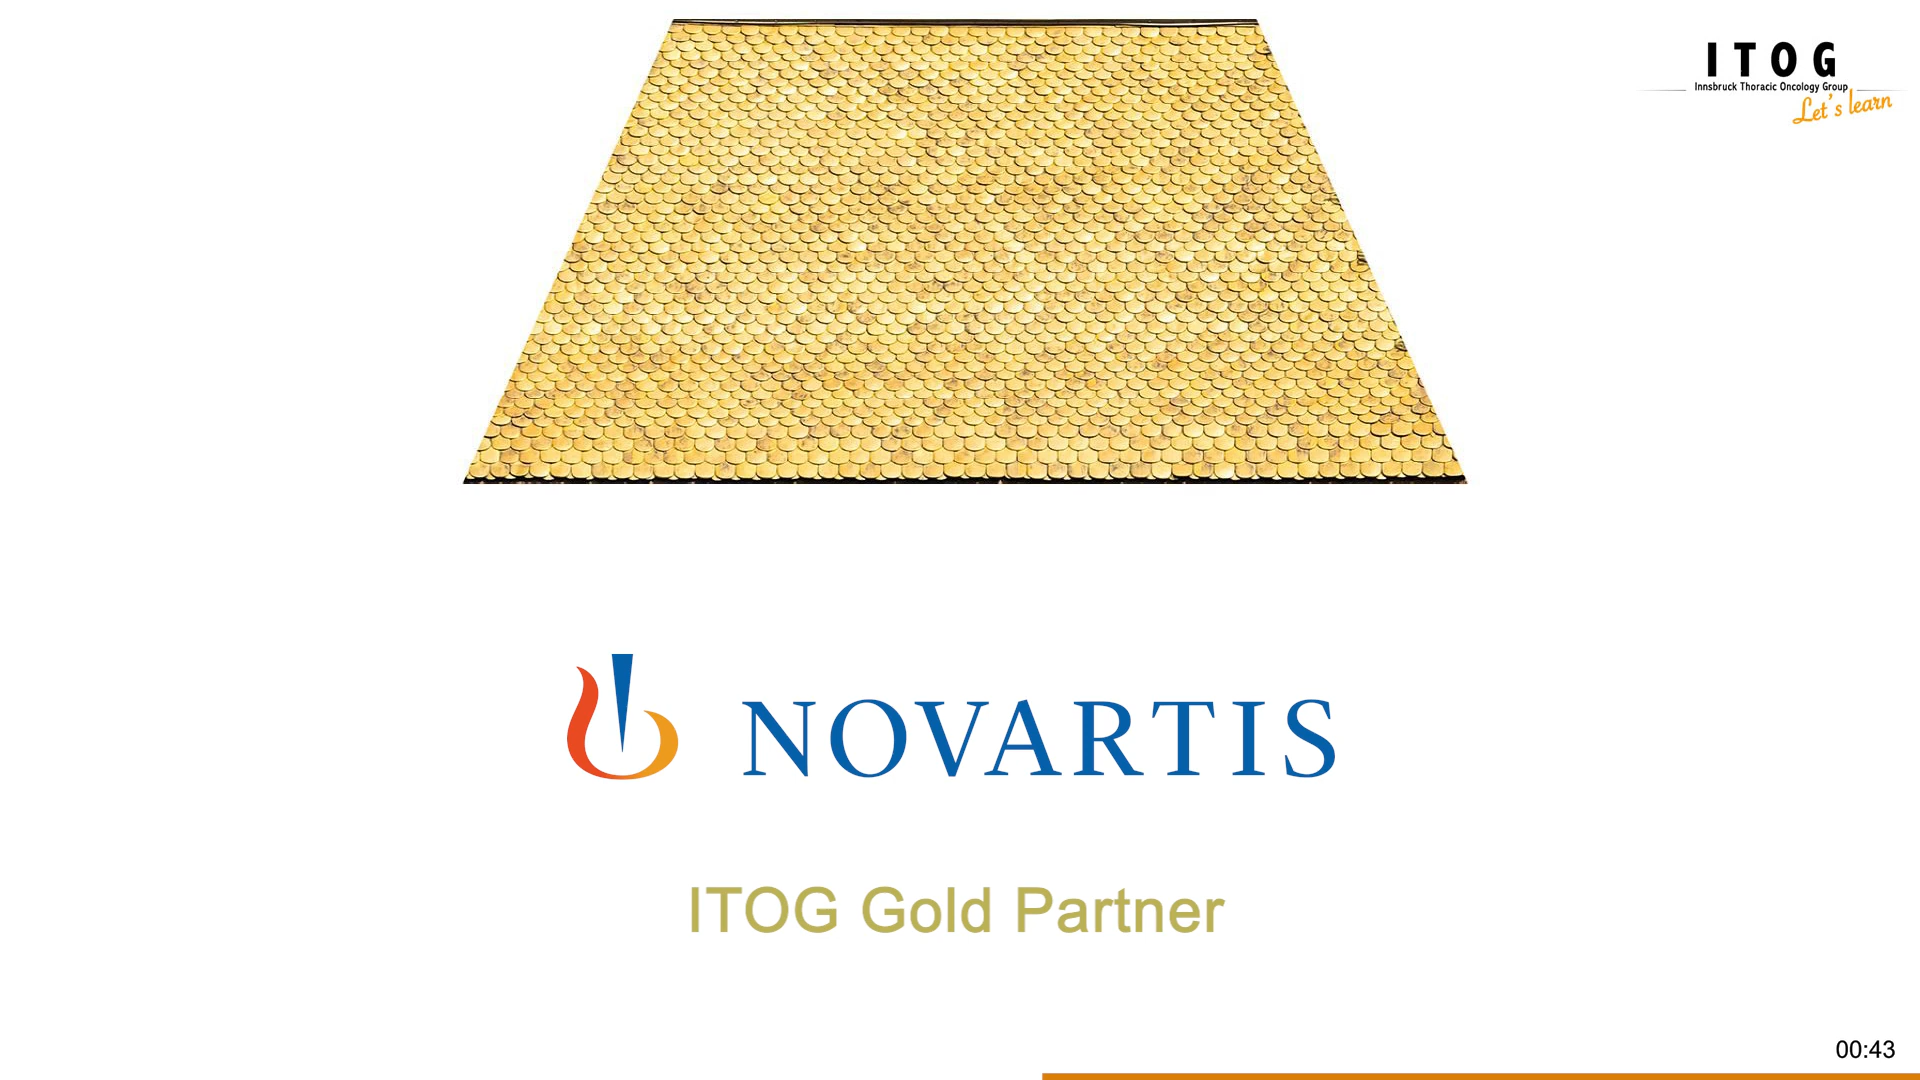 ITOG
Innsbruck Thoracic Oncology Group
Let's learn
NOVARTIS
ITOG Gold Partner
00:43